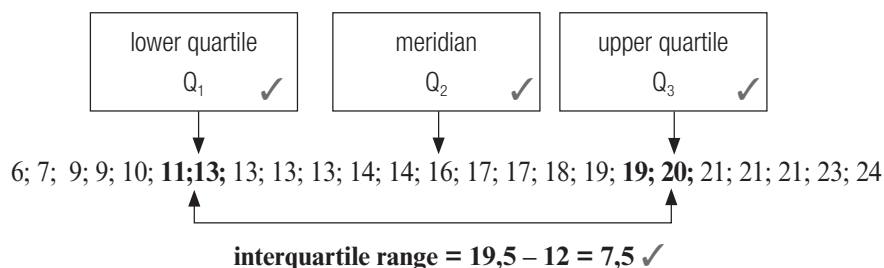 lower quartile
Q₁ ✓
meridian
Q₂ ✓
upper quartile
Q₃ ✓
6; 7; 9; 9; 10; 11;13; 13; 13; 13; 14; 14; 16; 17; 17; 18; 19; 19; 20; 21; 21; 21; 23; 24
interquartile range = 19,5 – 12 = 7,5 ✓